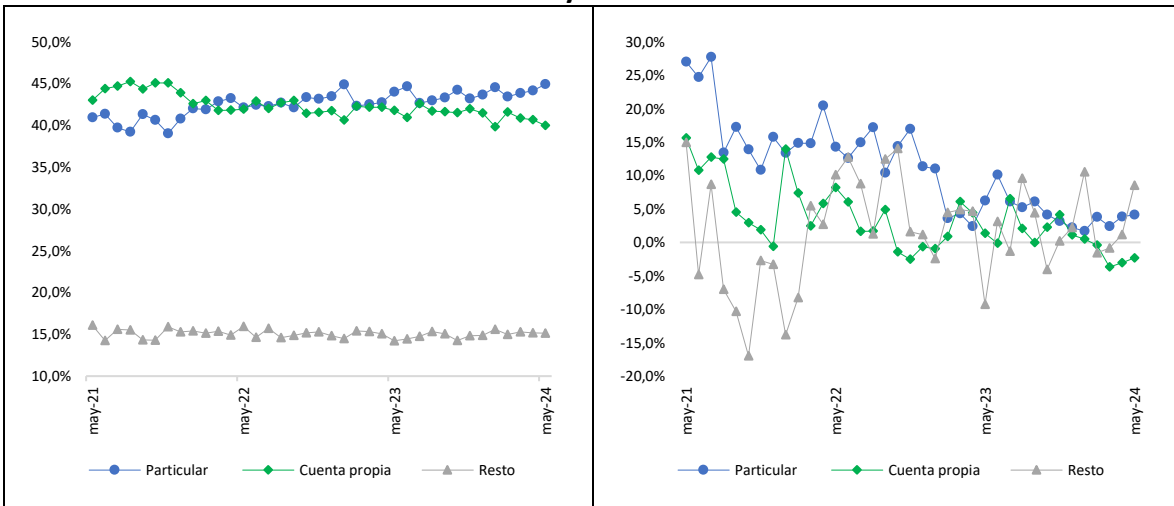 50,0%
45,0%
40,0%
35,0%
30,0%
25,0%
20,0%
15,0%
10,0%
may-21
may-22
may-23
may-24
Particular
Cuenta propia
Resto
30,0%
25,0%
20,0%
15,0%
10,0%
5,0%
0,0%
-5,0%
-10,0%
-15,0%
-20,0%
may-21
may-22
may-23
may-24
Particular
Cuenta propia
Resto